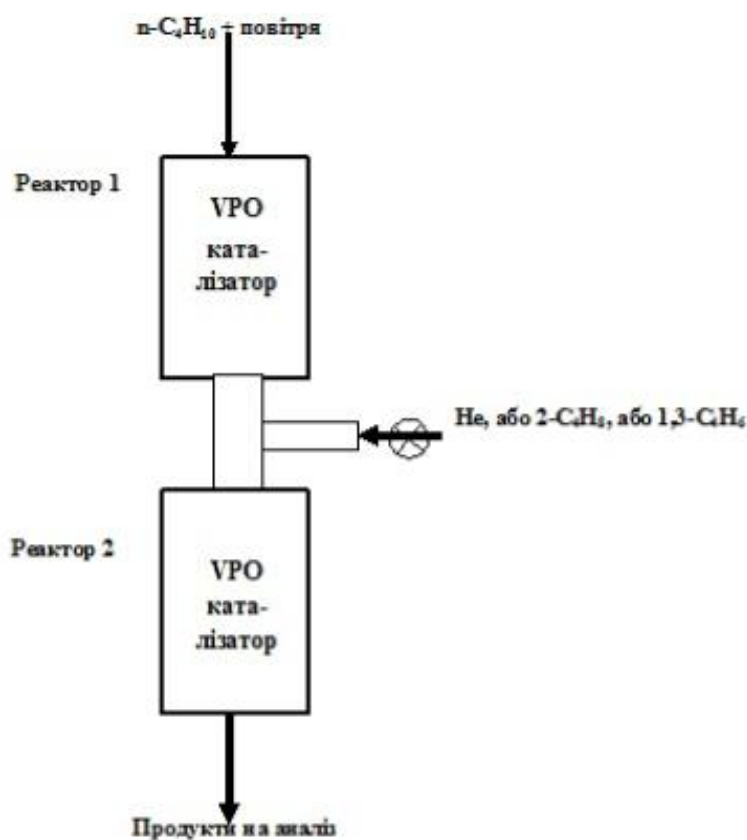 n-C₄H₁₀ + повітря
Реактор 1
VPO
ката-
лізатор
Не, або 2-C₄H₈, або 1,3-C₄H₆
Реактор 2
VPO
ката-
лізатор
Продукти на аналіз